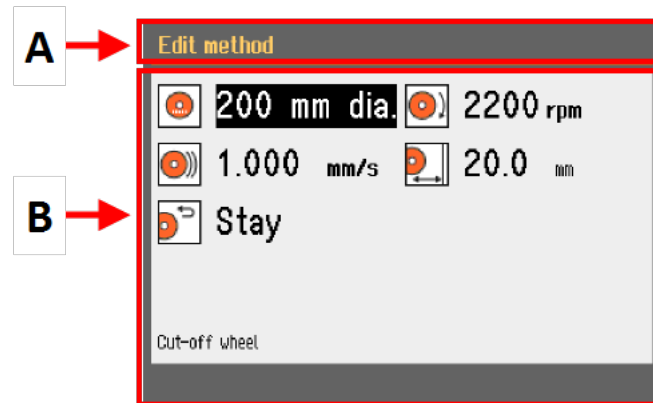 A
Edit method
200 mm dia. 2200 rpm
1.000 mm/s 20.0 mm
B
Stay
Cut-off wheel